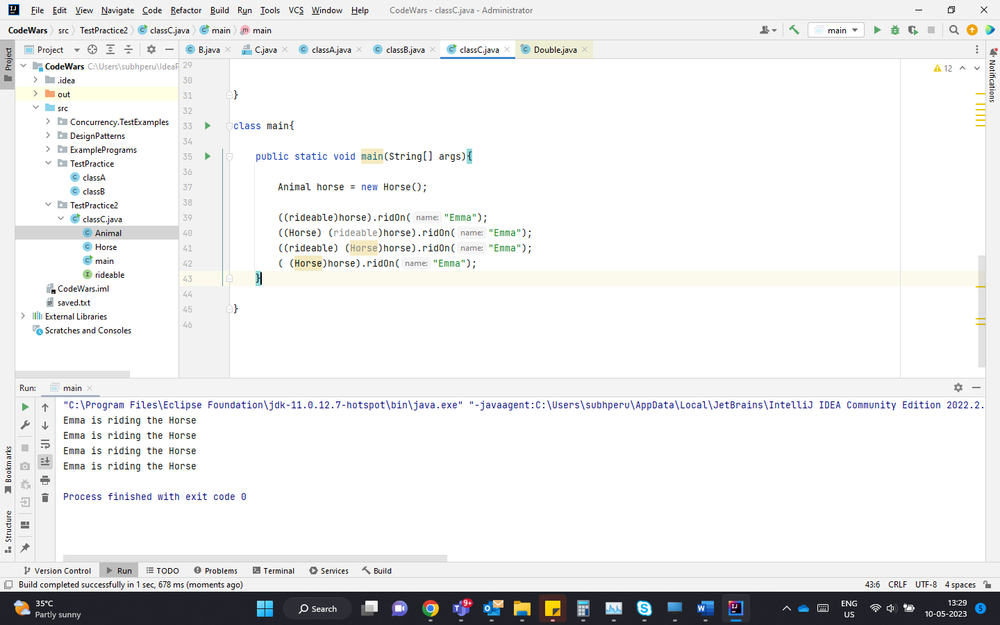 File Edit View Navigate Code Refactor Build Run Tools VCS Window Help CodeWars - classC.java - Administrator
CodeWars src TestPractice2 classC.java main main
main
Project
B.java C.java classA.java classB.java classC.java Double.java
Project
Notifications
CodeWars C:\Users\subhperu\IdeaP
.idea
out
src
Concurrency.TestExamples
DesignPatterns
ExamplePrograms
TestPractice
classA
classB
TestPractice2
classC.java
Animal
Horse
main
rideable
CodeWars.iml
saved.txt
External Libraries
Scratches and Consoles
12
29
30
31 }
32
33 class main{
34
35 public static void main(String[] args){
36
37 Animal horse = new Horse();
38
39 ((rideable)horse).ridOn( name: "Emma");
40 ((Horse) (rideable)horse).ridOn( name: "Emma");
41 ((rideable) (Horse)horse).ridOn( name: "Emma");
42 ( (Horse)horse).ridOn( name: "Emma");
43 }
44
45 }
46
Run: main
"C:\Program Files\Eclipse Foundation\jdk-11.0.12.7-hotspot\bin\java.exe" "-javaagent:C:\Users\subhperu\AppData\Local\JetBrains\IntelliJ IDEA Community Edition 2022.2.
Emma is riding the Horse
Emma is riding the Horse
Emma is riding the Horse
Emma is riding the Horse
Process finished with exit code 0
Bookmarks
Structure
Version Control Run TODO Problems Terminal Services Build
Build completed successfully in 1 sec, 678 ms (moments ago) 43:6 CRLF UTF-8 4 spaces
35°C
Partly sunny
Search
9+
ENG
US
13:29
10-05-2023
5